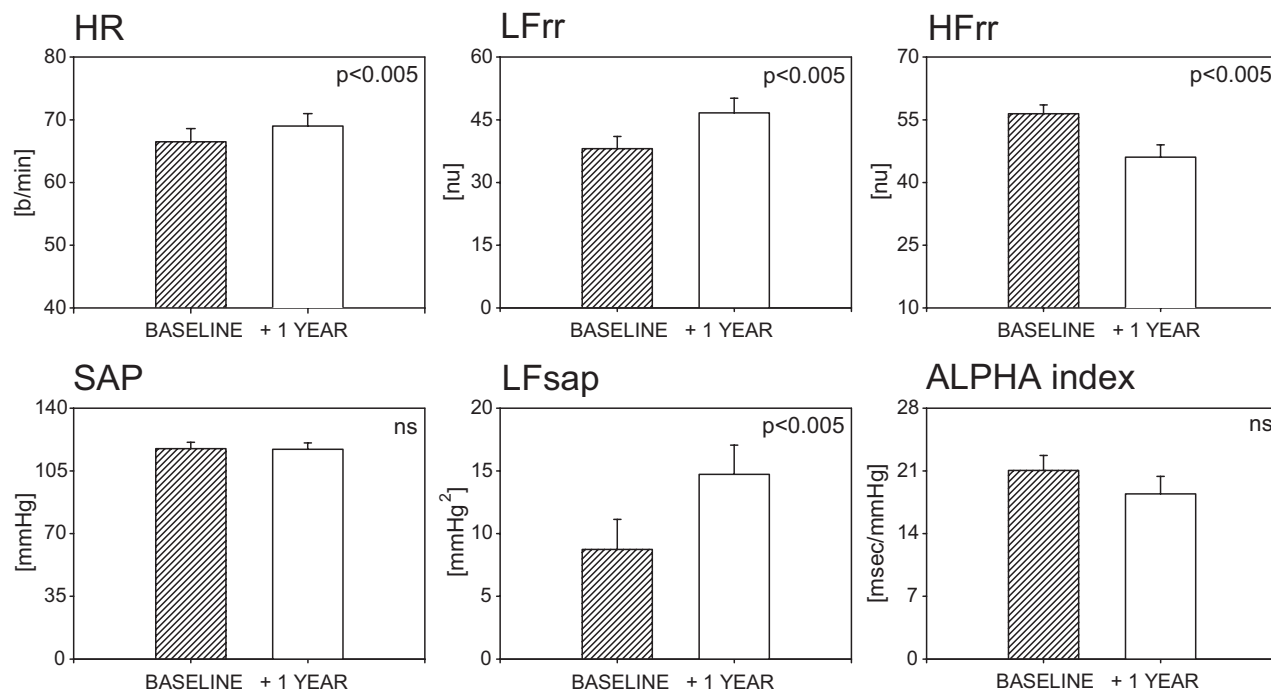 HR
80
70
60
50
40
[b/min]
p<0.005
BASELINE + 1 YEAR
LFrr
60
45
30
15
0
[nu]
p<0.005
BASELINE + 1 YEAR
HFrr
70
55
40
25
10
[nu]
p<0.005
BASELINE + 1 YEAR
SAP
140
105
70
35
0
[mmHg]
ns
BASELINE + 1 YEAR
LFsap
20
15
10
5
0
[mmHg²]
p<0.005
BASELINE + 1 YEAR
ALPHA index
28
21
14
7
0
[msec/mmHg]
ns
BASELINE + 1 YEAR